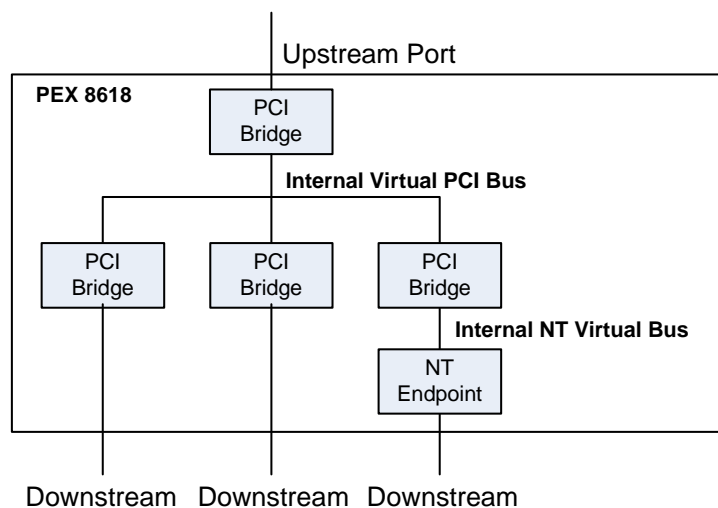 Upstream Port
PEX 8618
PCI
Bridge
Internal Virtual PCI Bus
PCI
Bridge
PCI
Bridge
PCI
Bridge
Internal NT Virtual Bus
NT
Endpoint
Downstream Downstream Downstream